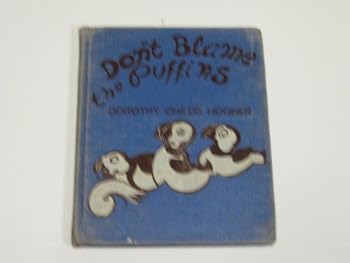 Don't Blame
the Puffins
DOROTHY CHILDS HOGNER